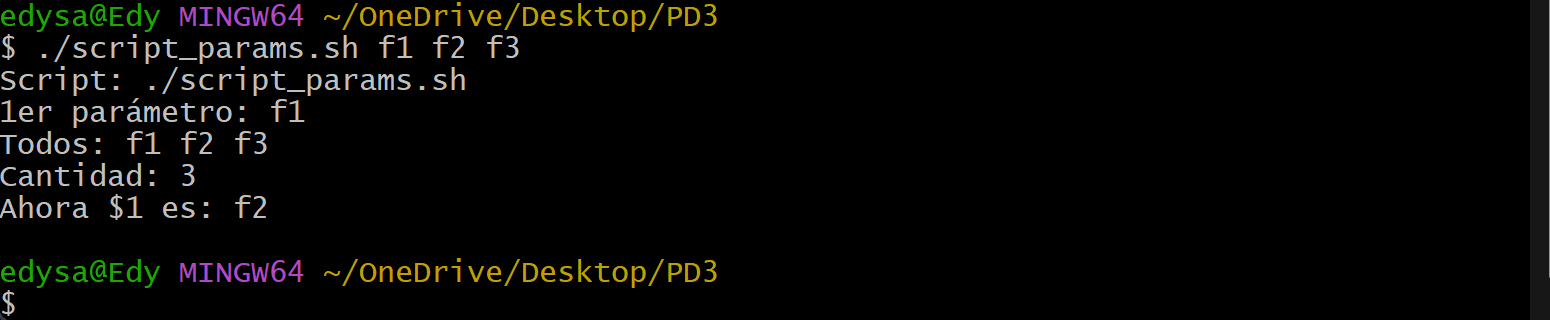 edysa@Edy MINGW64 ~/OneDrive/Desktop/PD3
$ ./script_params.sh f1 f2 f3
Script: ./script_params.sh
1er parámetro: f1
Todos: f1 f2 f3
Cantidad: 3
Ahora $1 es: f2
edysa@Edy MINGW64 ~/OneDrive/Desktop/PD3
$